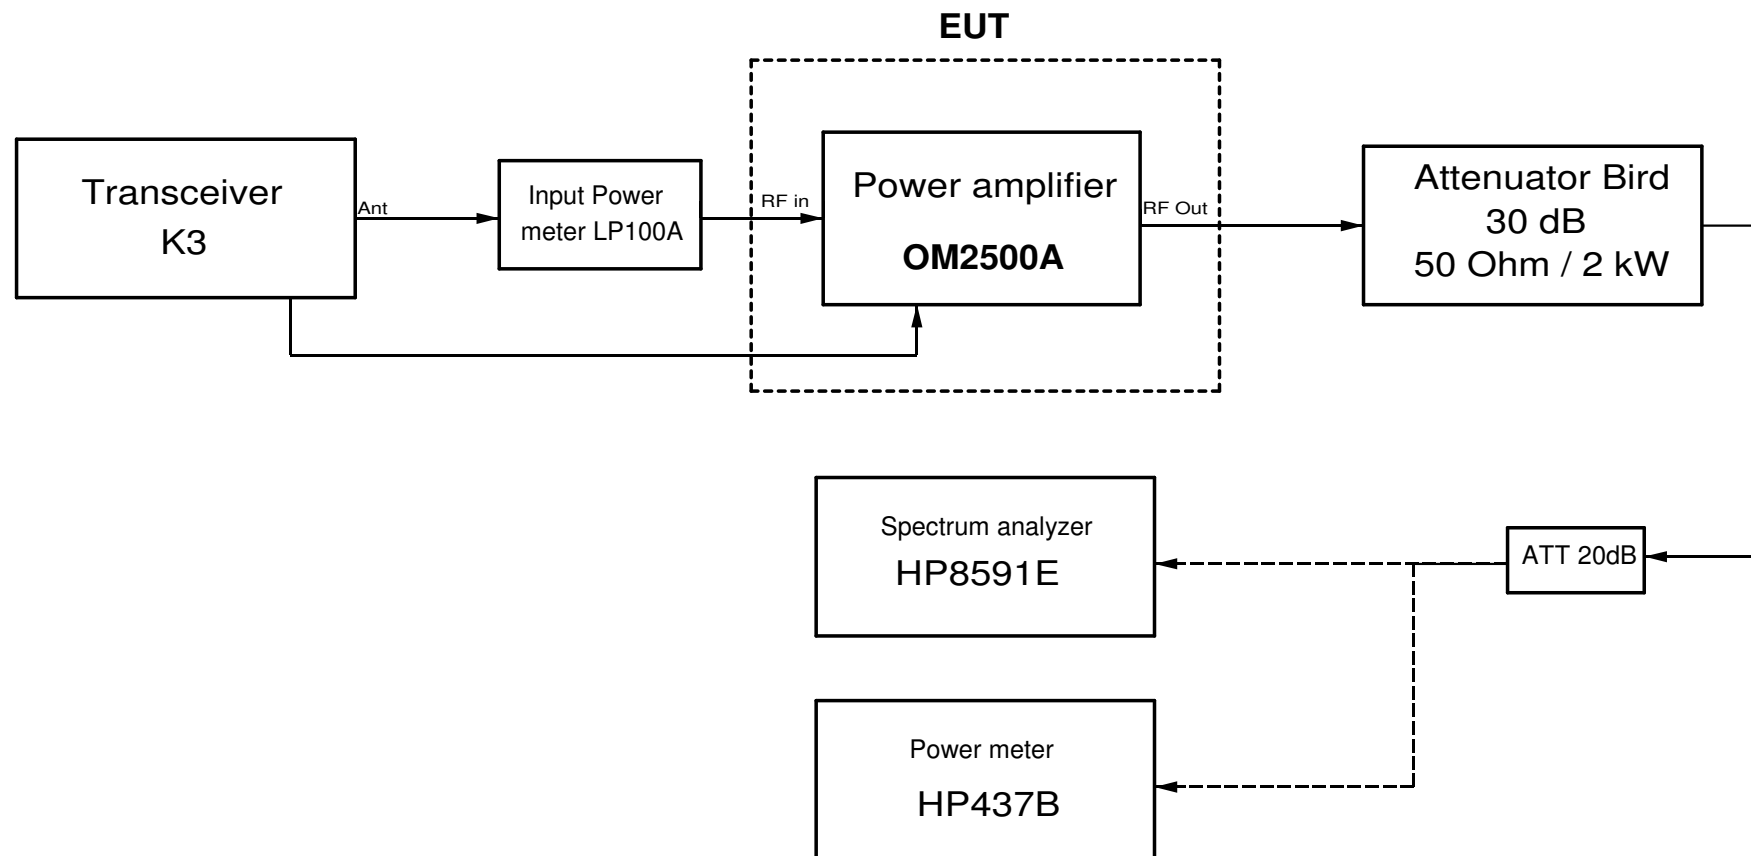 EUT
Transceiver
K3
Ant
Input Power
meter LP100A
RF in
Power amplifier
OM2500A
RF Out
Attenuator Bird
30 dB
50 Ohm / 2 kW
Spectrum analyzer
HP8591E
ATT 20dB
Power meter
HP437B